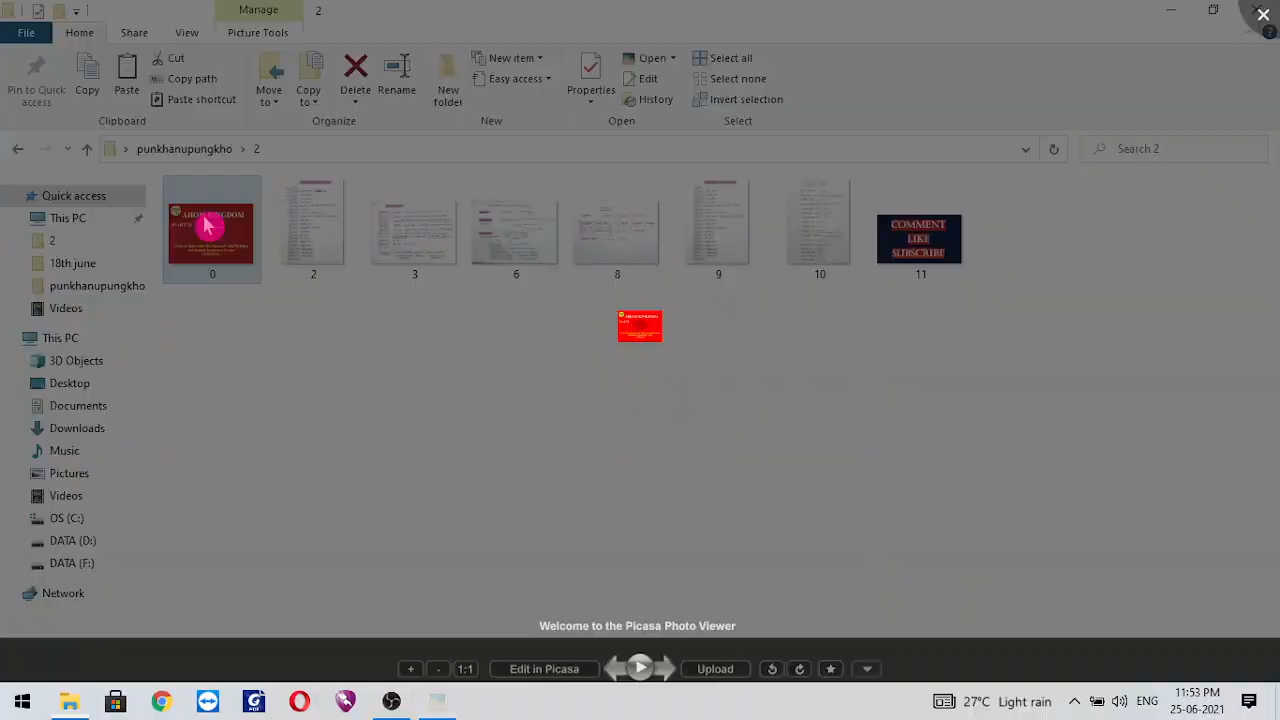 Manage
2
File
Home
Share
View
Picture Tools
Pin to Quick access
Copy
Paste
Cut
Copy path
Paste shortcut
Move to
Copy to
Delete
Rename
New folder
New item
Easy access
Properties
Open
Edit
History
Select all
Select none
Invert selection
Clipboard
Organize
New
Open
Select
punkhanupungkho > 2
Search 2
Quick access
This PC
2
18th june
punkhanupungkho
Videos
This PC
3D Objects
Desktop
Documents
Downloads
Music
Pictures
Videos
OS (C:)
DATA (D:)
DATA (F:)
Network
COMMENT
LIKE
SUBSCRIBE
0
2
3
6
8
9
10
11
Welcome to the Picasa Photo Viewer
+
-
1:1
Edit in Picasa
Upload
27°C Light rain
ENG
11:53 PM
25-06-2021